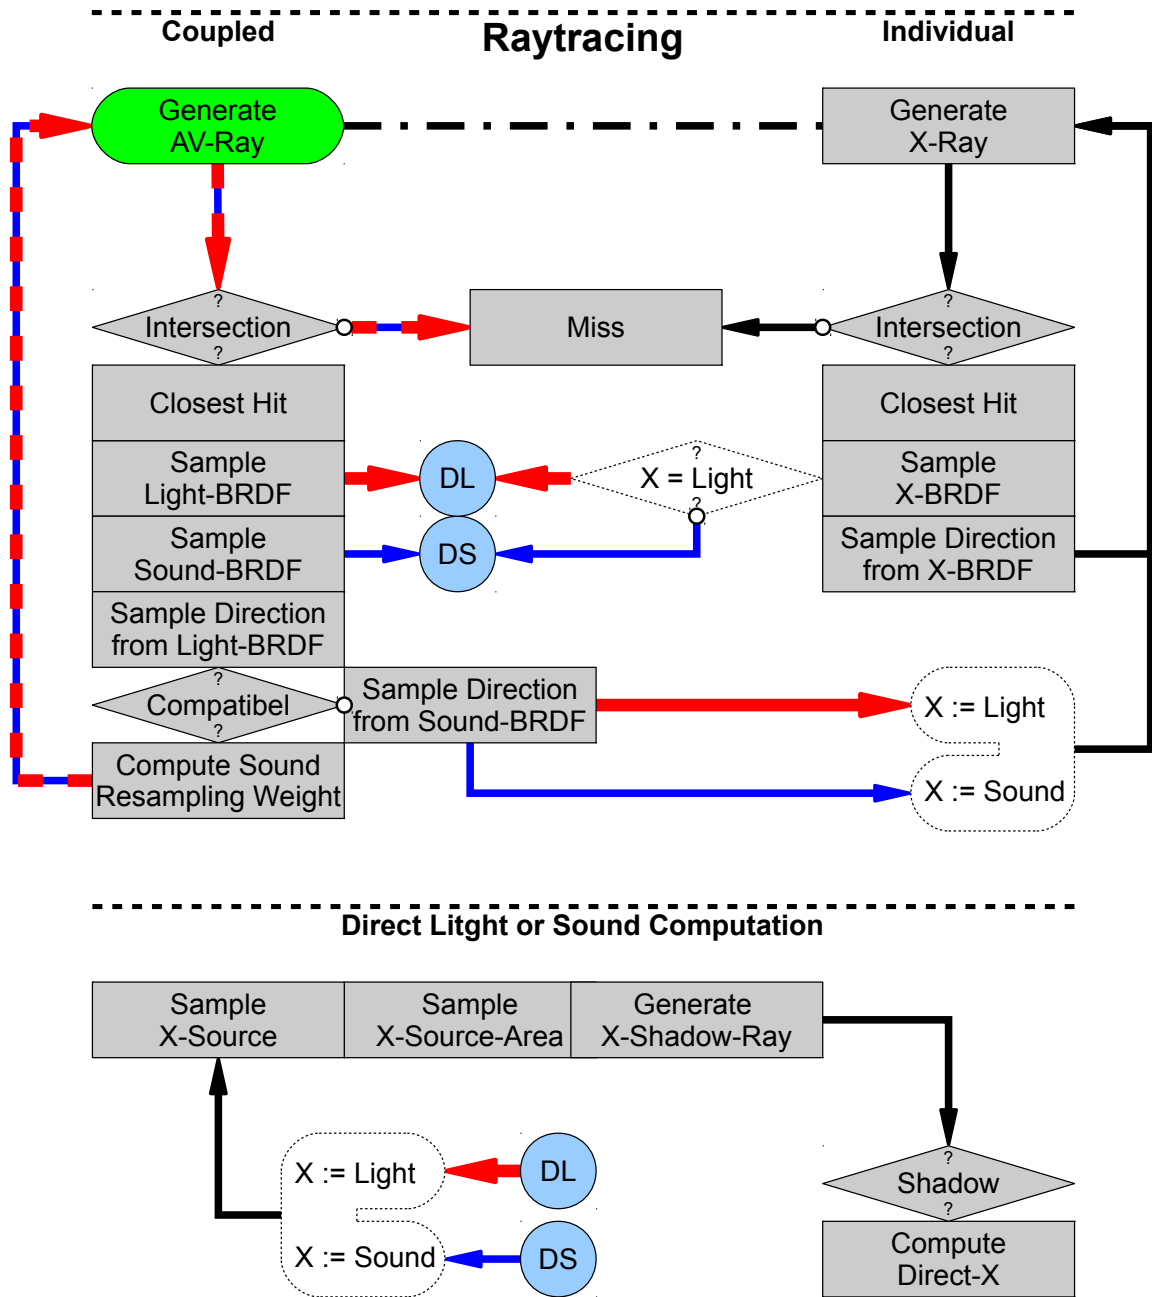 Coupled
Raytracing
Individual
Generate
AV-Ray
Generate
X-Ray
?
Intersection
?
Miss
?
Intersection
?
Closest Hit
Closest Hit
Sample
Light-BRDF
DL
?
X = Light
?
Sample
X-BRDF
Sample
Sound-BRDF
DS
Sample Direction
from X-BRDF
Sample Direction
from Light-BRDF
?
Compatibel
?
Sample Direction
from Sound-BRDF
X := Light
X := Sound
Compute Sound
Resampling Weight
Direct Litght or Sound Computation
Sample
X-Source
Sample
X-Source-Area
Generate
X-Shadow-Ray
X := Light
DL
X := Sound
DS
?
Shadow
?
Compute
Direct-X